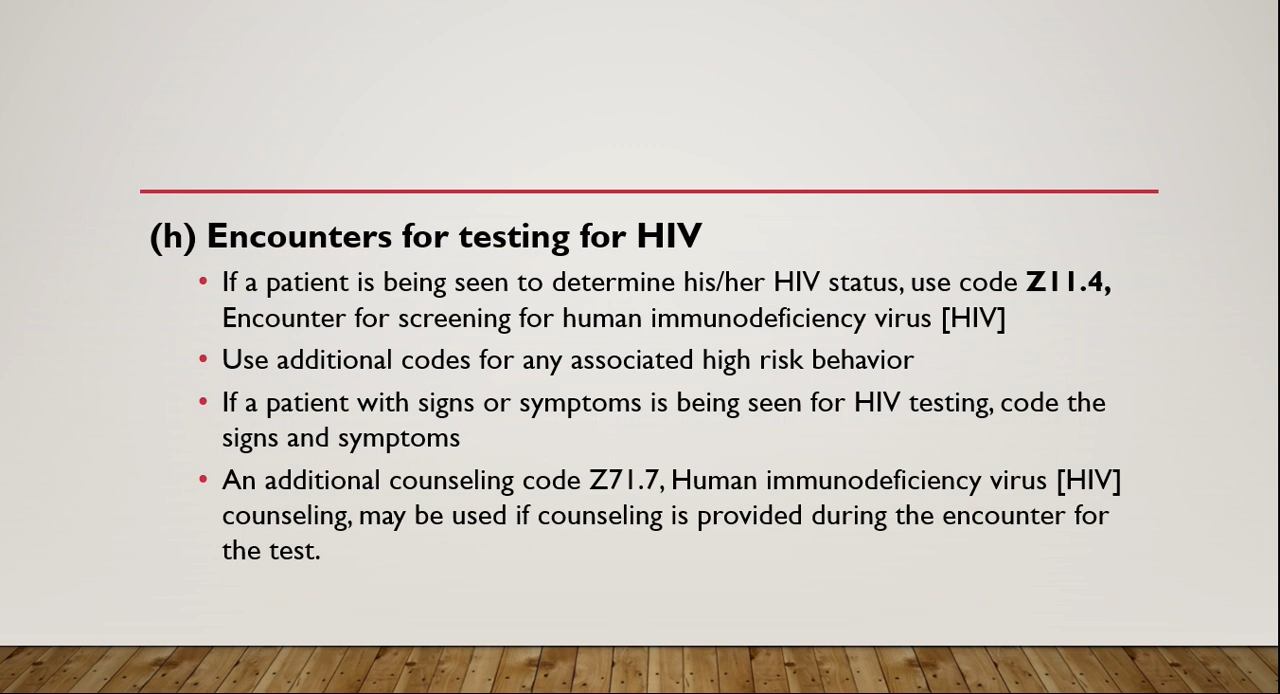 (h) Encounters for testing for HIV
• If a patient is being seen to determine his/her HIV status, use code Z11.4,
Encounter for screening for human immunodeficiency virus [HIV]
• Use additional codes for any associated high risk behavior
• If a patient with signs or symptoms is being seen for HIV testing, code the
signs and symptoms
• An additional counseling code Z71.7, Human immunodeficiency virus [HIV]
counseling, may be used if counseling is provided during the encounter for
the test.